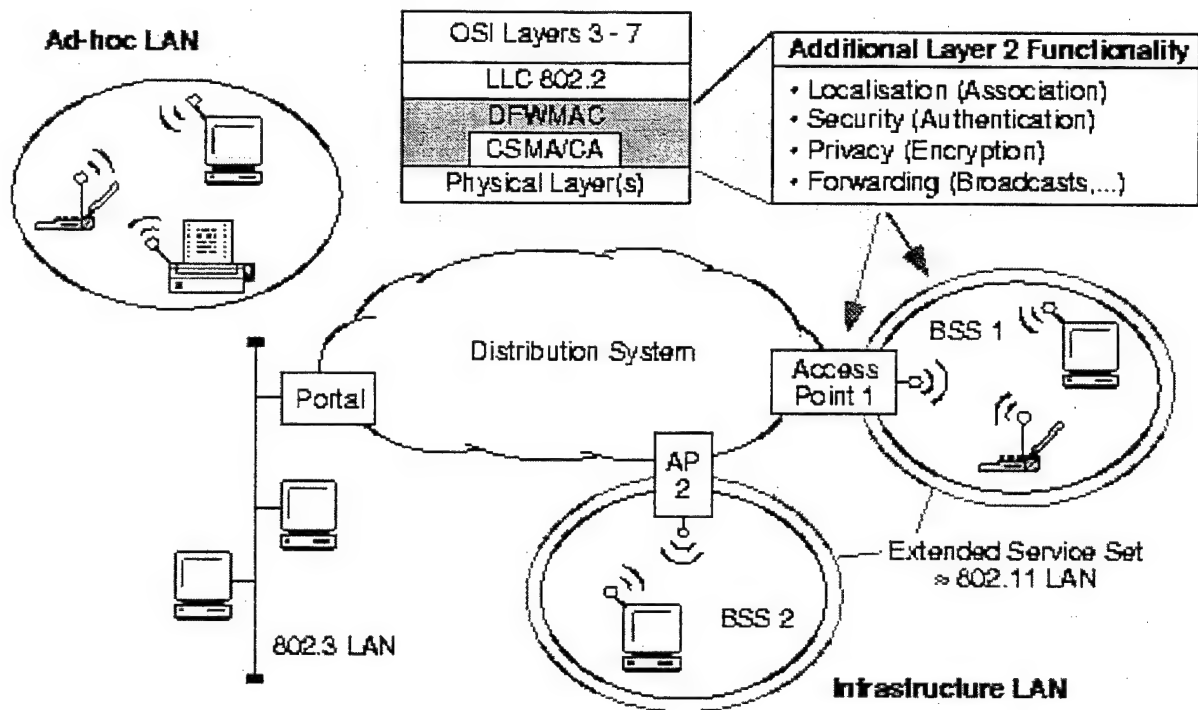 Ad-hoc LAN
OSI Layers 3 - 7
LLC 802.2
DFWMAC
CSMA/CA
Physical Layer(s)
Additional Layer 2 Functionality
• Localisation (Association)
• Security (Authentication)
• Privacy (Encryption)
• Forwarding (Broadcasts,...)
Distribution System
Portal
Access
Point 1
BSS 1
AP
2
BSS 2
Extended Service Set
≈ 802.11 LAN
802.3 LAN
Infrastructure LAN